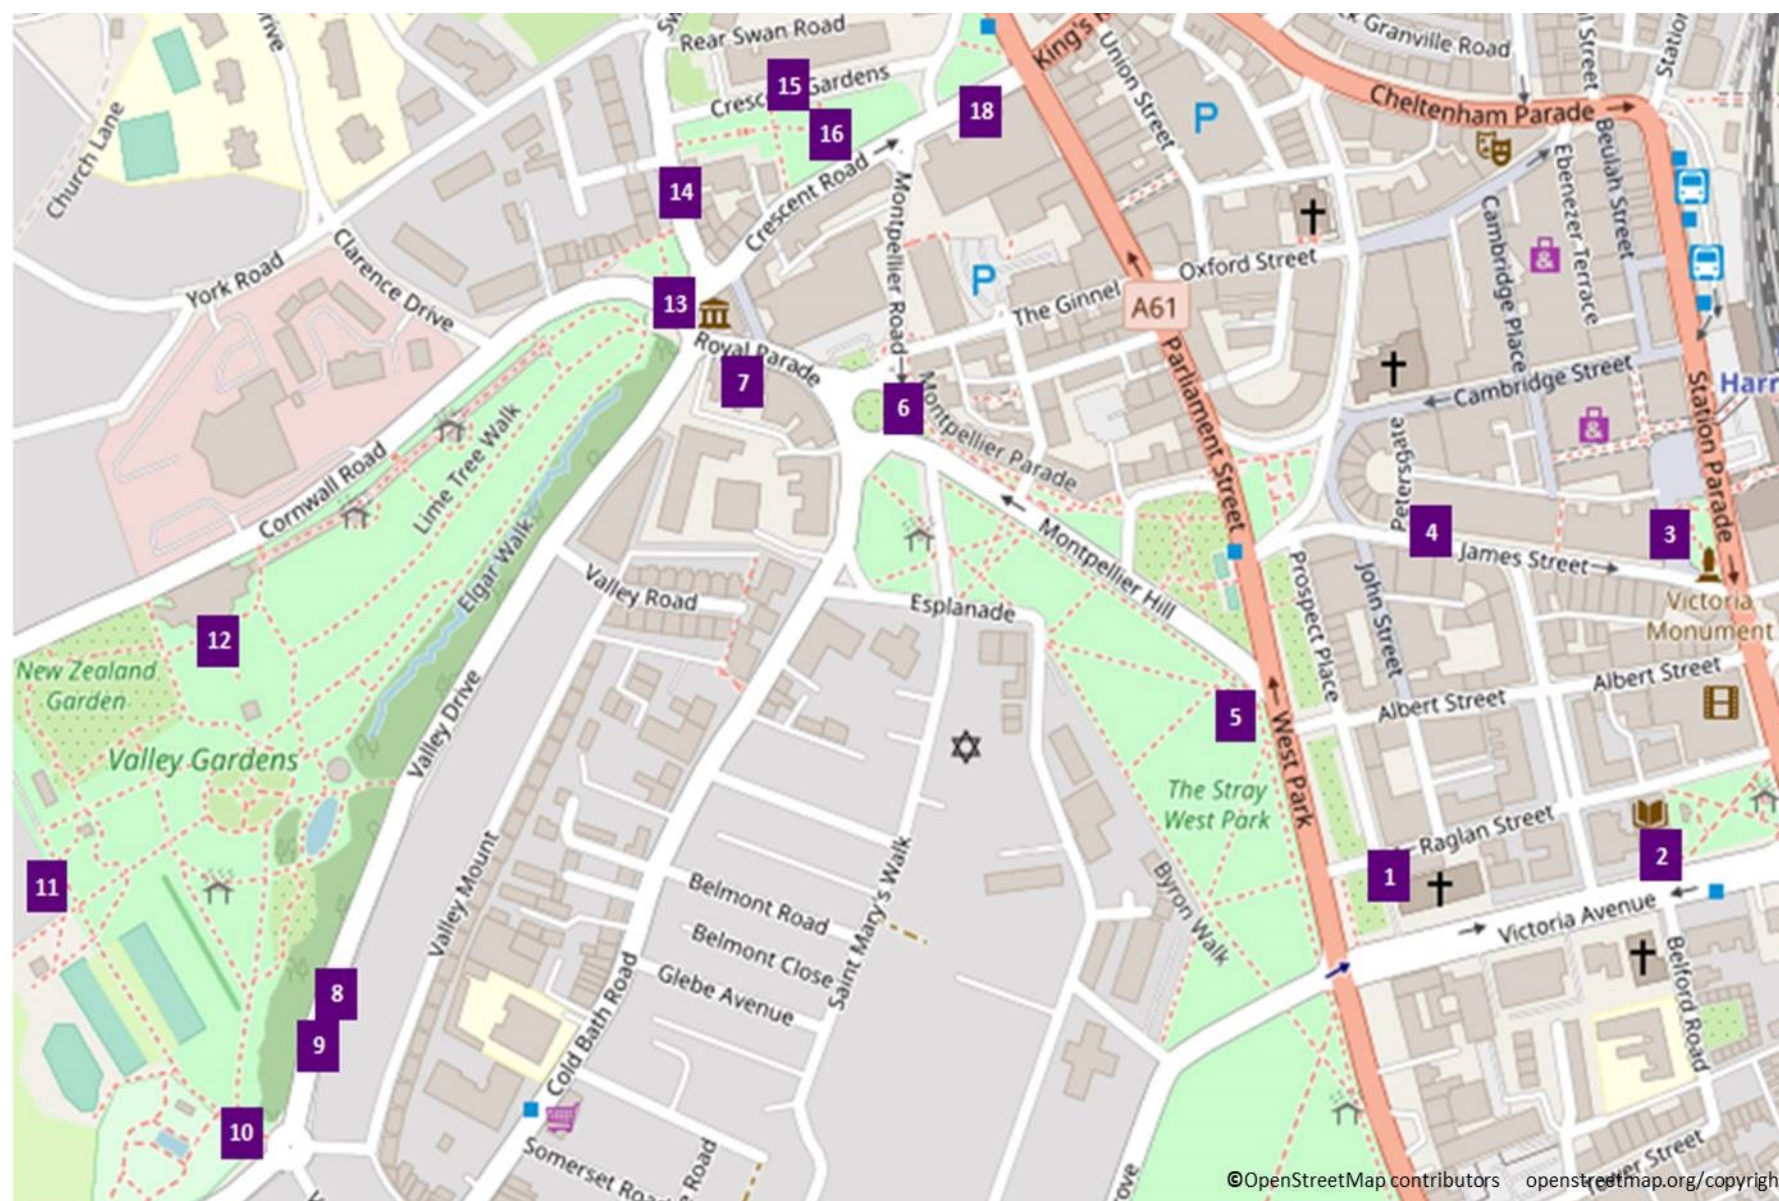 Rear Swan Road
King's
Union Street
Granville Road
Station
Cheltenham Parade
Church Lane
15
Gardens
16
18
P
Crescent Road
14
Montpellier Road
Cambridge Place
Ebenezer Terrace
Beulah Street
York Road
Clarence Drive
13
P
The Ginnel
Oxford Street
A61
Royal Parade
7
6
Montpellier Parade
Parliament Street
Cambridge Street
Station Parade
Harr
Lime Tree Walk
Cornwall Road
Elgar Walk
Petersgate
4
3
James Street
Victoria
Monument
Montpellier Hill
Valley Road
Esplanade
Prospect Place
John Street
Albert Street
Albert Street
12
New Zealand
Garden
Valley Gardens
Valley Drive
5
West Park
The Stray
West Park
Raglan Street
1
2
Victoria Avenue
11
Valley Mount
Belmont Road
Belmont Close
Glebe Avenue
Saint Mary's Walk
Byron Walk
Belford Road
8
9
10
Cold Bath Road
Somerset Road
Road
©OpenStreetMap contributors openstreetmap.org/copyrigh